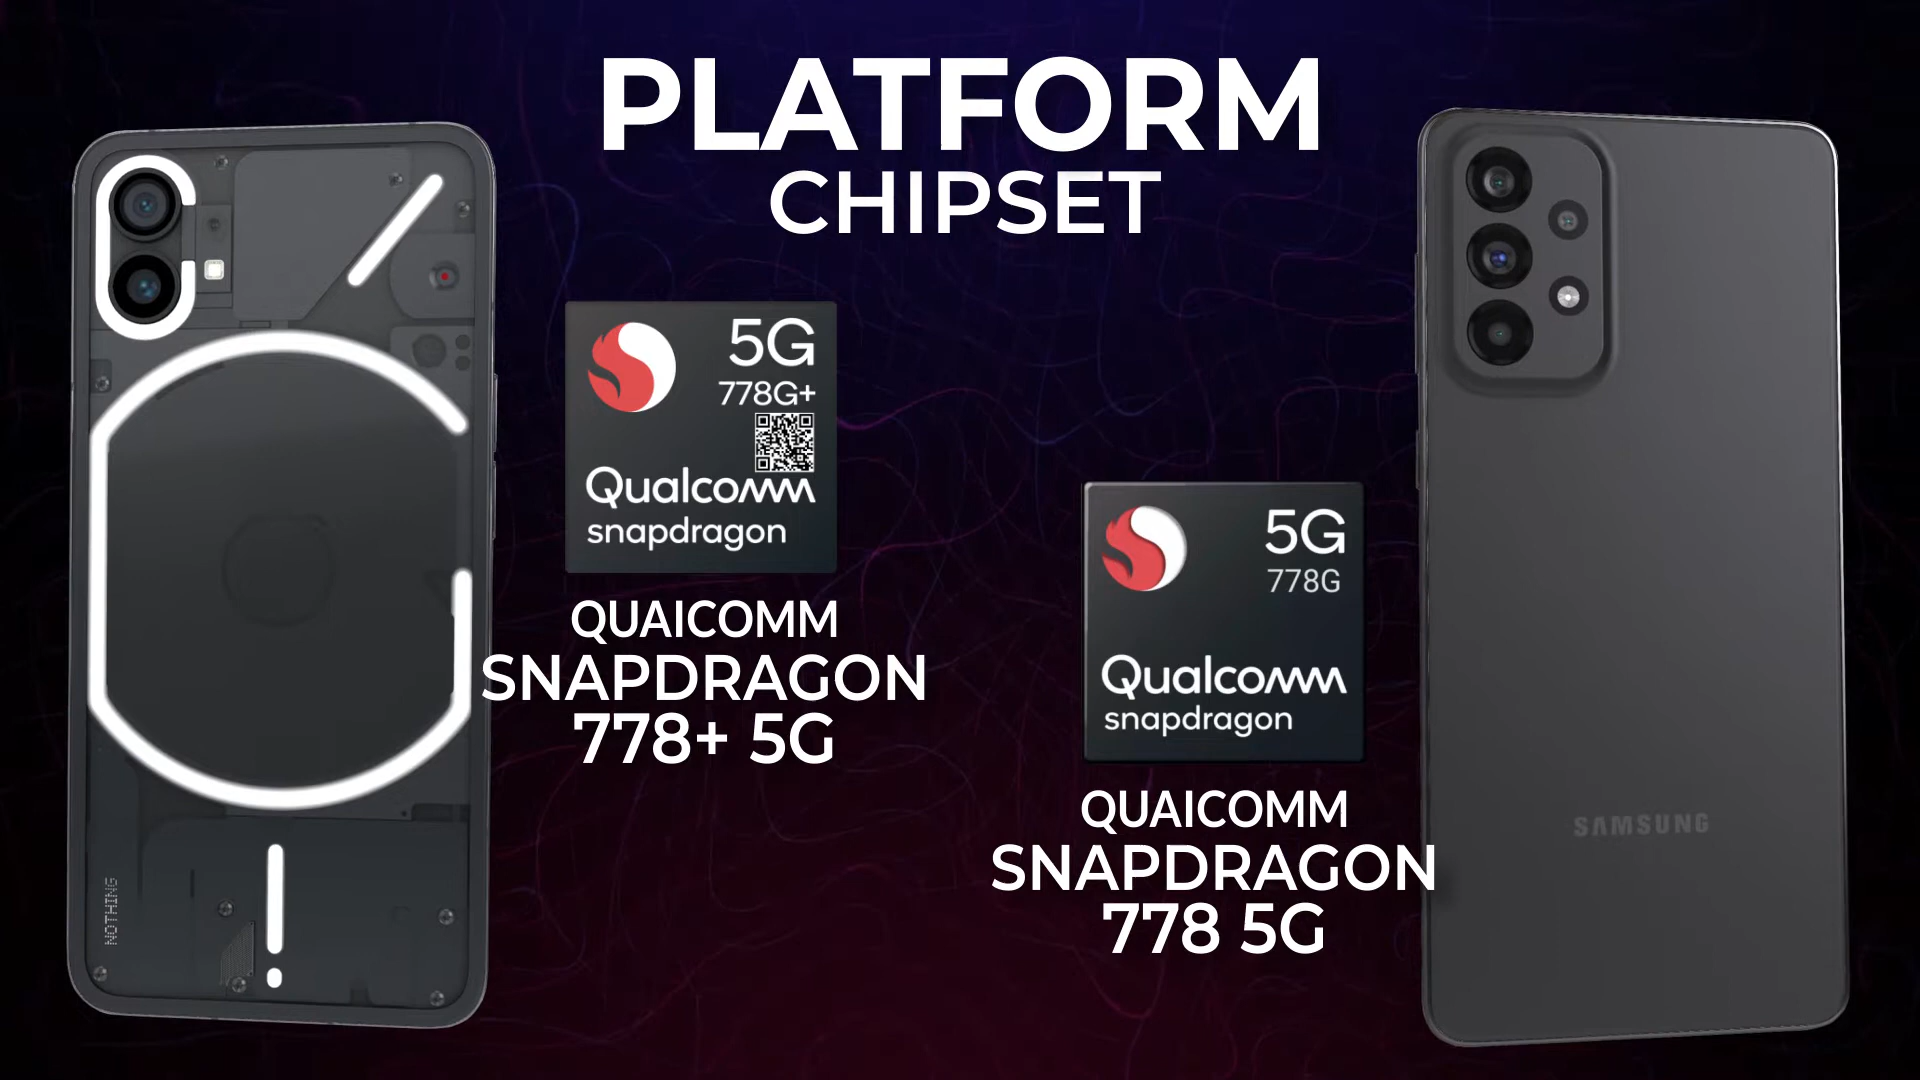 PLATFORM
CHIPSET
5G
778G+
Qualcomm
snapdragon
QUAICOMM
SNAPDRAGON
778+ 5G
5G
778G
Qualcomm
snapdragon
QUAICOMM
SNAPDRAGON
778 5G
SAMSUNG
NOTHING